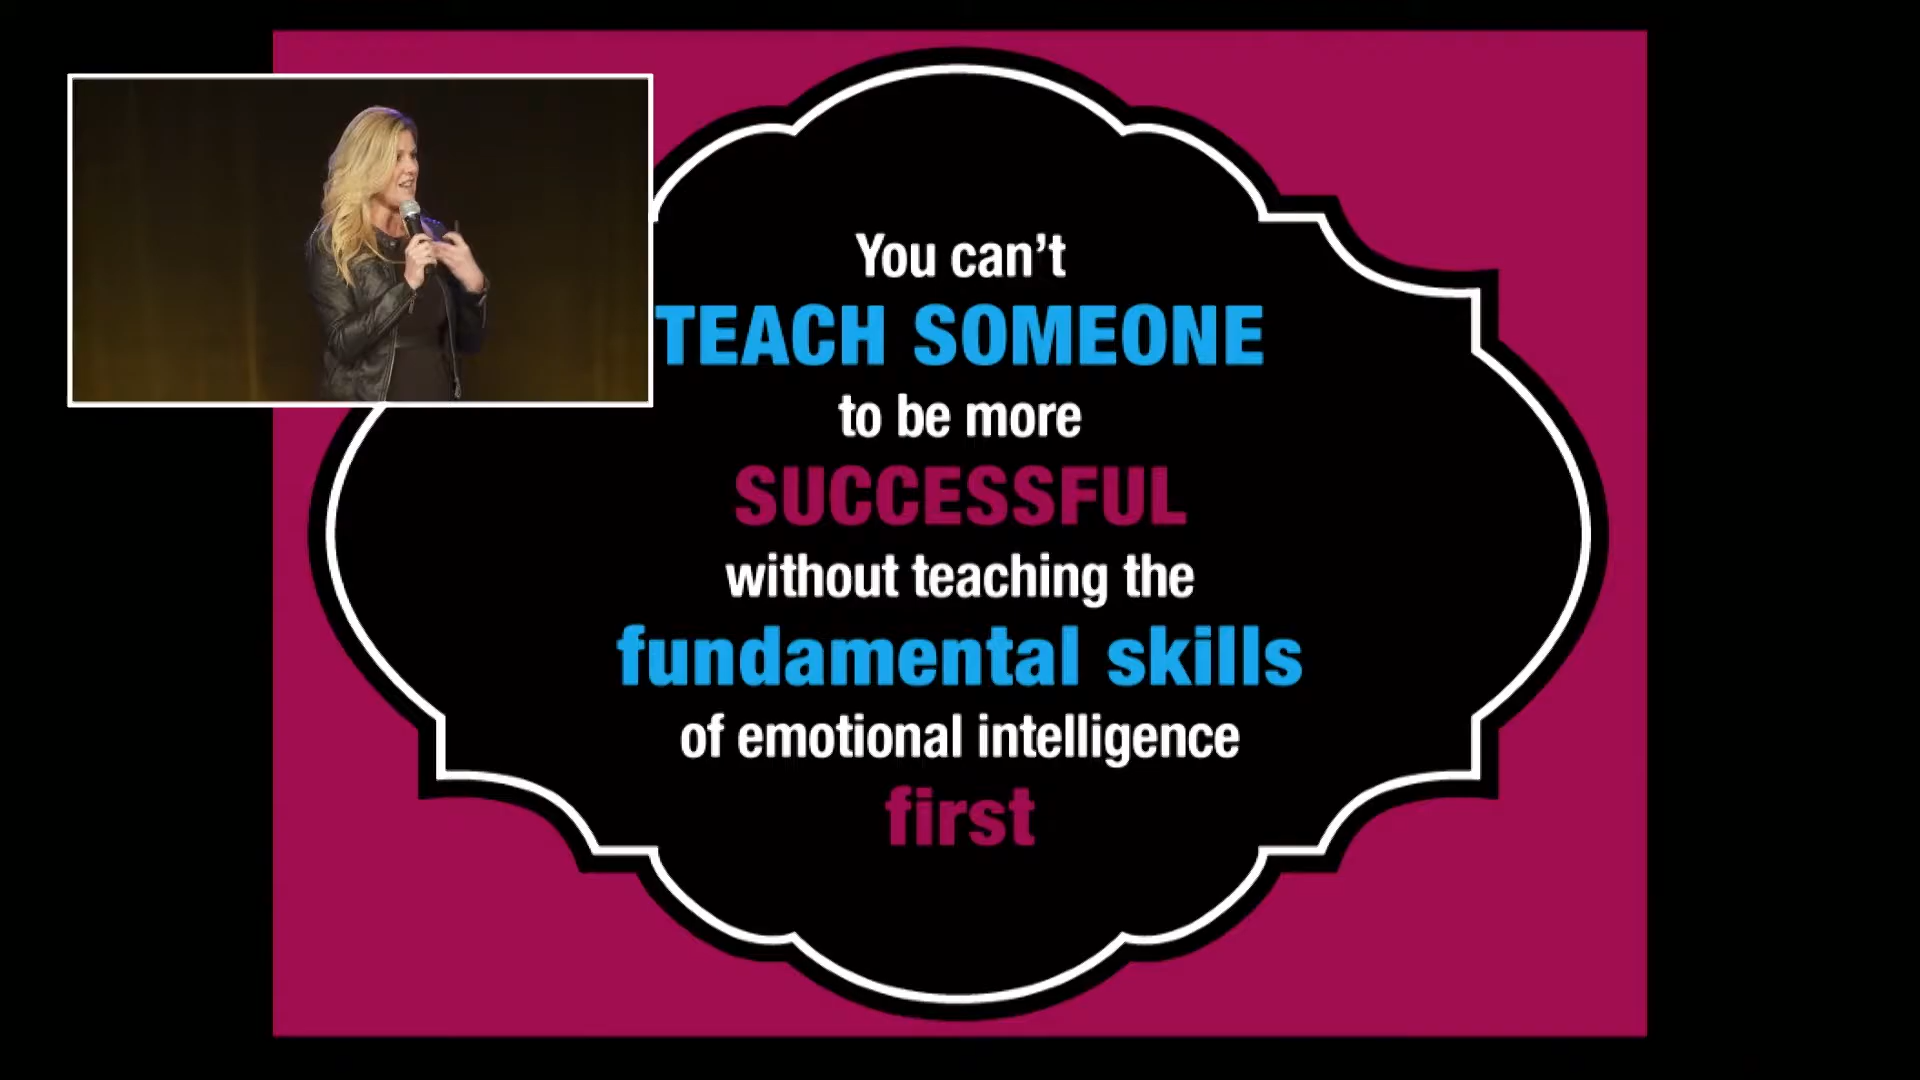 You can't
TEACH SOMEONE
to be more
SUCCESSFUL
without teaching the
fundamental skills
of emotional intelligence
first